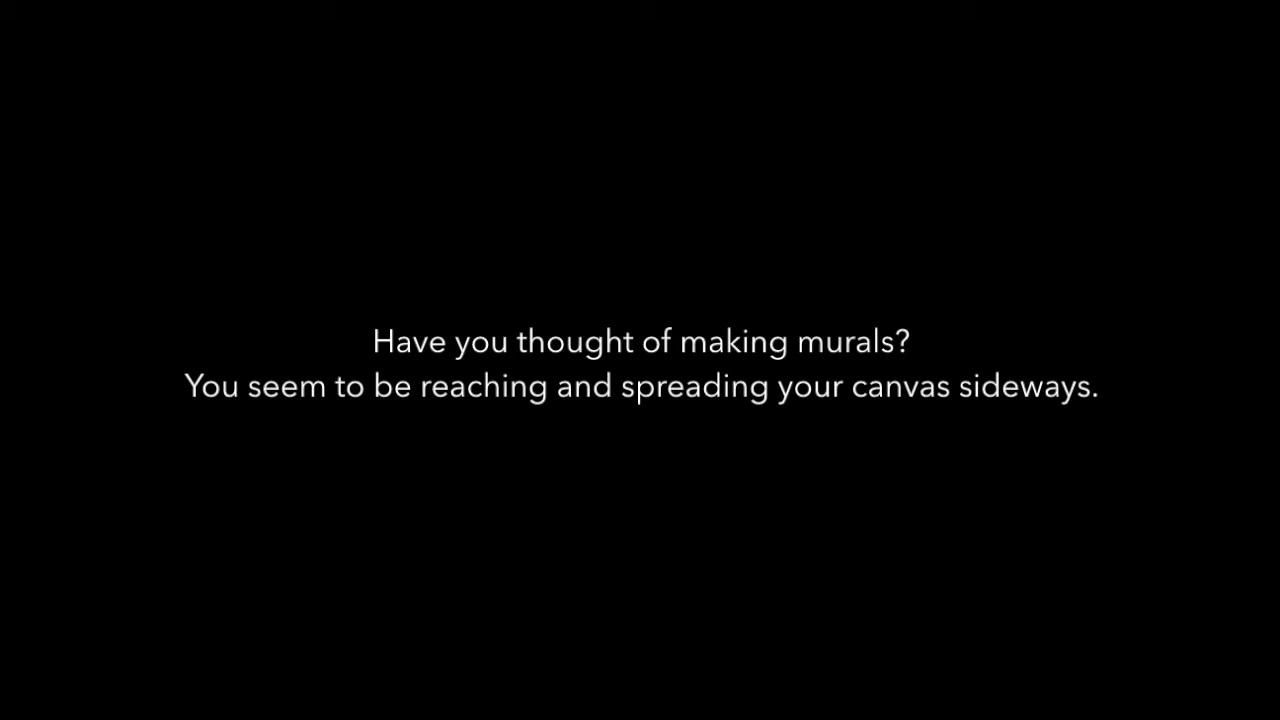 Have you thought of making murals?
You seem to be reaching and spreading your canvas sideways.